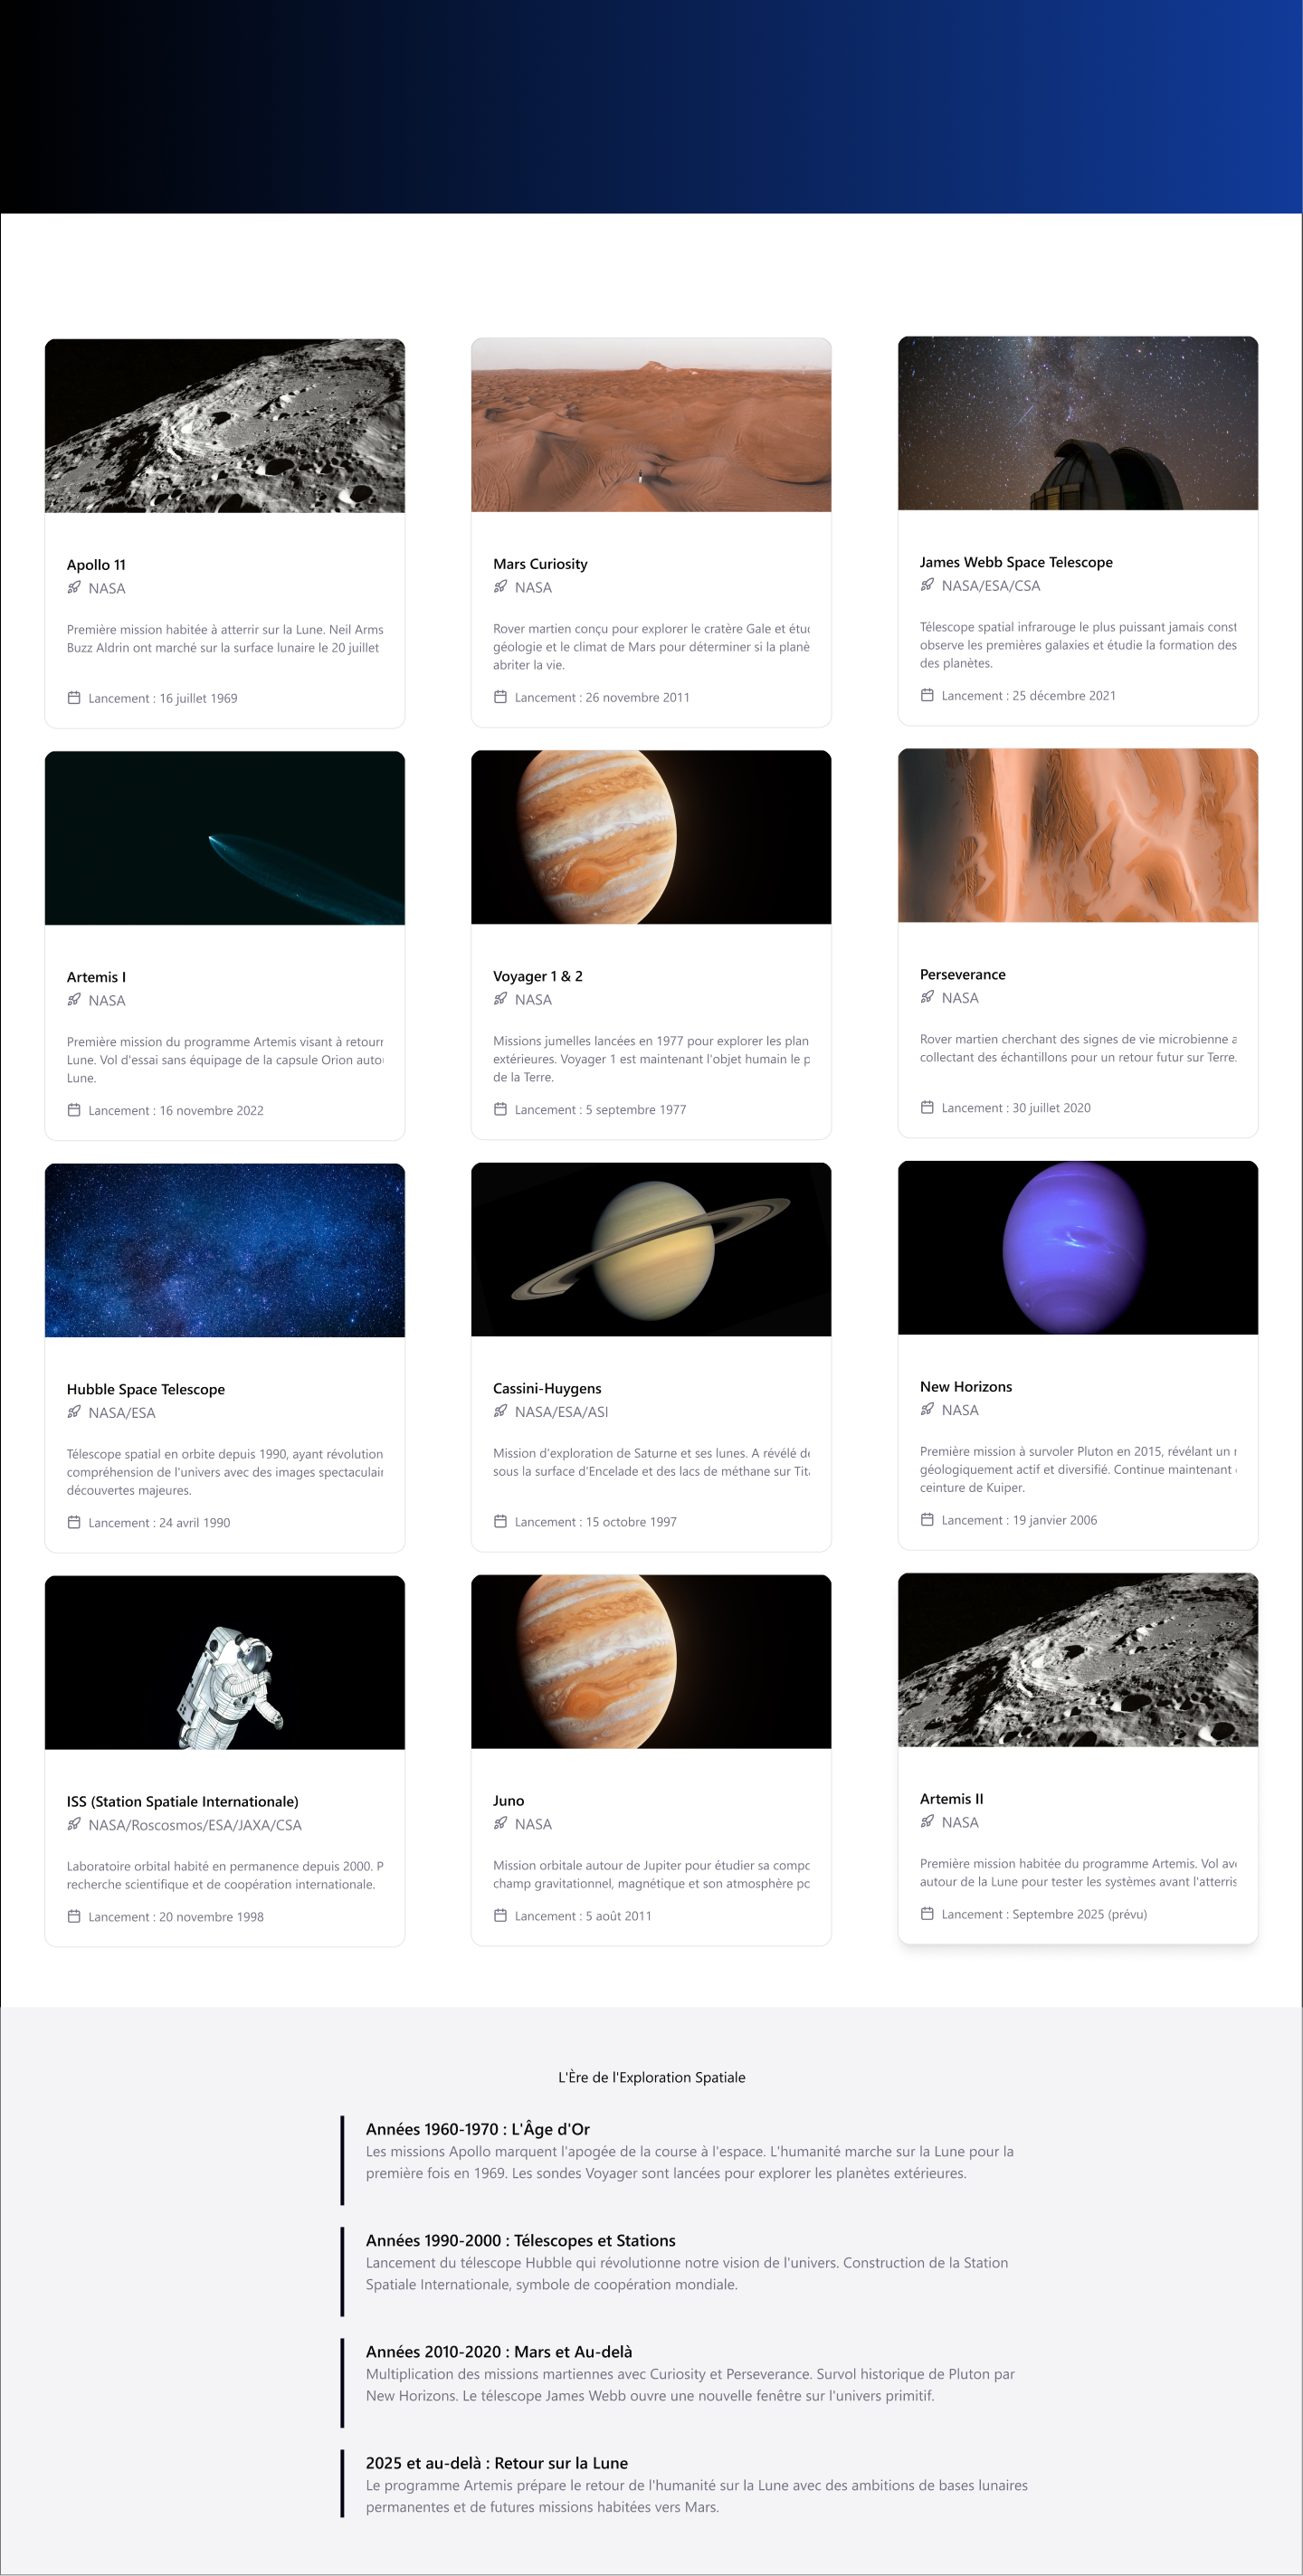 Apollo 11
NASA
Première mission habitée à atterrir sur la Lune. Neil Arms
Buzz Aldrin ont marché sur la surface lunaire le 20 juillet
Lancement : 16 juillet 1969
Mars Curiosity
NASA
Rover martien conçu pour explorer le cratère Gale et
géologie et le climat de Mars pour déterminer si la planè
abriter la vie.
Lancement : 26 novembre 2011
James Webb Space Telescope
NASA/ESA/CSA
Télescope spatial infrarouge le plus puissant jamais const
observe les premières galaxies et étudie la formation des
des planètes.
Lancement : 25 décembre 2021
Artemis I
NASA
Première mission du programme Artemis visant à
Lune. Vol d'essai sans équipage de la capsule Orion
Lune.
Lancement : 16 novembre 2022
Voyager 1 & 2
NASA
Missions jumelles lancées en 1977 pour explorer les plan
extérieures. Voyager 1 est maintenant l'objet humain le p
de la Terre.
Lancement : 5 septembre 1977
Perseverance
NASA
Rover martien cherchant des signes de vie microbienne
collectant des échantillons pour un retour futur sur Terre.
Lancement : 30 juillet 2020
Hubble Space Telescope
NASA/ESA
Télescope spatial en orbite depuis 1990, ayant révolution
compréhension de l'univers avec des images
découvertes majeures.
Lancement : 24 avril 1990
Cassini-Huygens
NASA/ESA/ASI
Mission d'exploration de Saturne et ses lunes. A révélé
sous la surface d'Encelade et des lacs de méthane sur
Lancement : 15 octobre 1997
New Horizons
NASA
Première mission à survoler Pluton en 2015, révélant un
géologiquement actif et diversifié. Continue maintenant
ceinture de Kuiper.
Lancement : 19 janvier 2006
ISS (Station Spatiale Internationale)
NASA/Roscosmos/ESA/JAXA/CSA
Laboratoire orbital habité en permanence depuis 2000. P
recherche scientifique et de coopération internationale.
Lancement : 20 novembre 1998
Juno
NASA
Mission orbitale autour de Jupiter pour étudier sa
champ gravitationnel, magnétique et son atmosphère
Lancement : 5 août 2011
Artemis II
NASA
Première mission habitée du programme Artemis. Vol
autour de la Lune pour tester les systèmes avant
Lancement : Septembre 2025 (prévu)
L'Ère de l'Exploration Spatiale
Années 1960-1970 : L'Âge d'Or
Les missions Apollo marquent l'apogée de la course à l'espace. L'humanité marche sur la Lune pour la
première fois en 1969. Les sondes Voyager sont lancées pour explorer les planètes extérieures.
Années 1990-2000 : Télescopes et Stations
Lancement du télescope Hubble qui révolutionne notre vision de l'univers. Construction de la Station
Spatiale Internationale, symbole de coopération mondiale.
Années 2010-2020 : Mars et Au-delà
Multiplication des missions martiennes avec Curiosity et Perseverance. Survol historique de Pluton par
New Horizons. Le télescope James Webb ouvre une nouvelle fenêtre sur l'univers primitif.
2025 et au-delà : Retour sur la Lune
Le programme Artemis prépare le retour de l'humanité sur la Lune avec des ambitions de bases lunaires
permanentes et de futures missions habitées vers Mars.